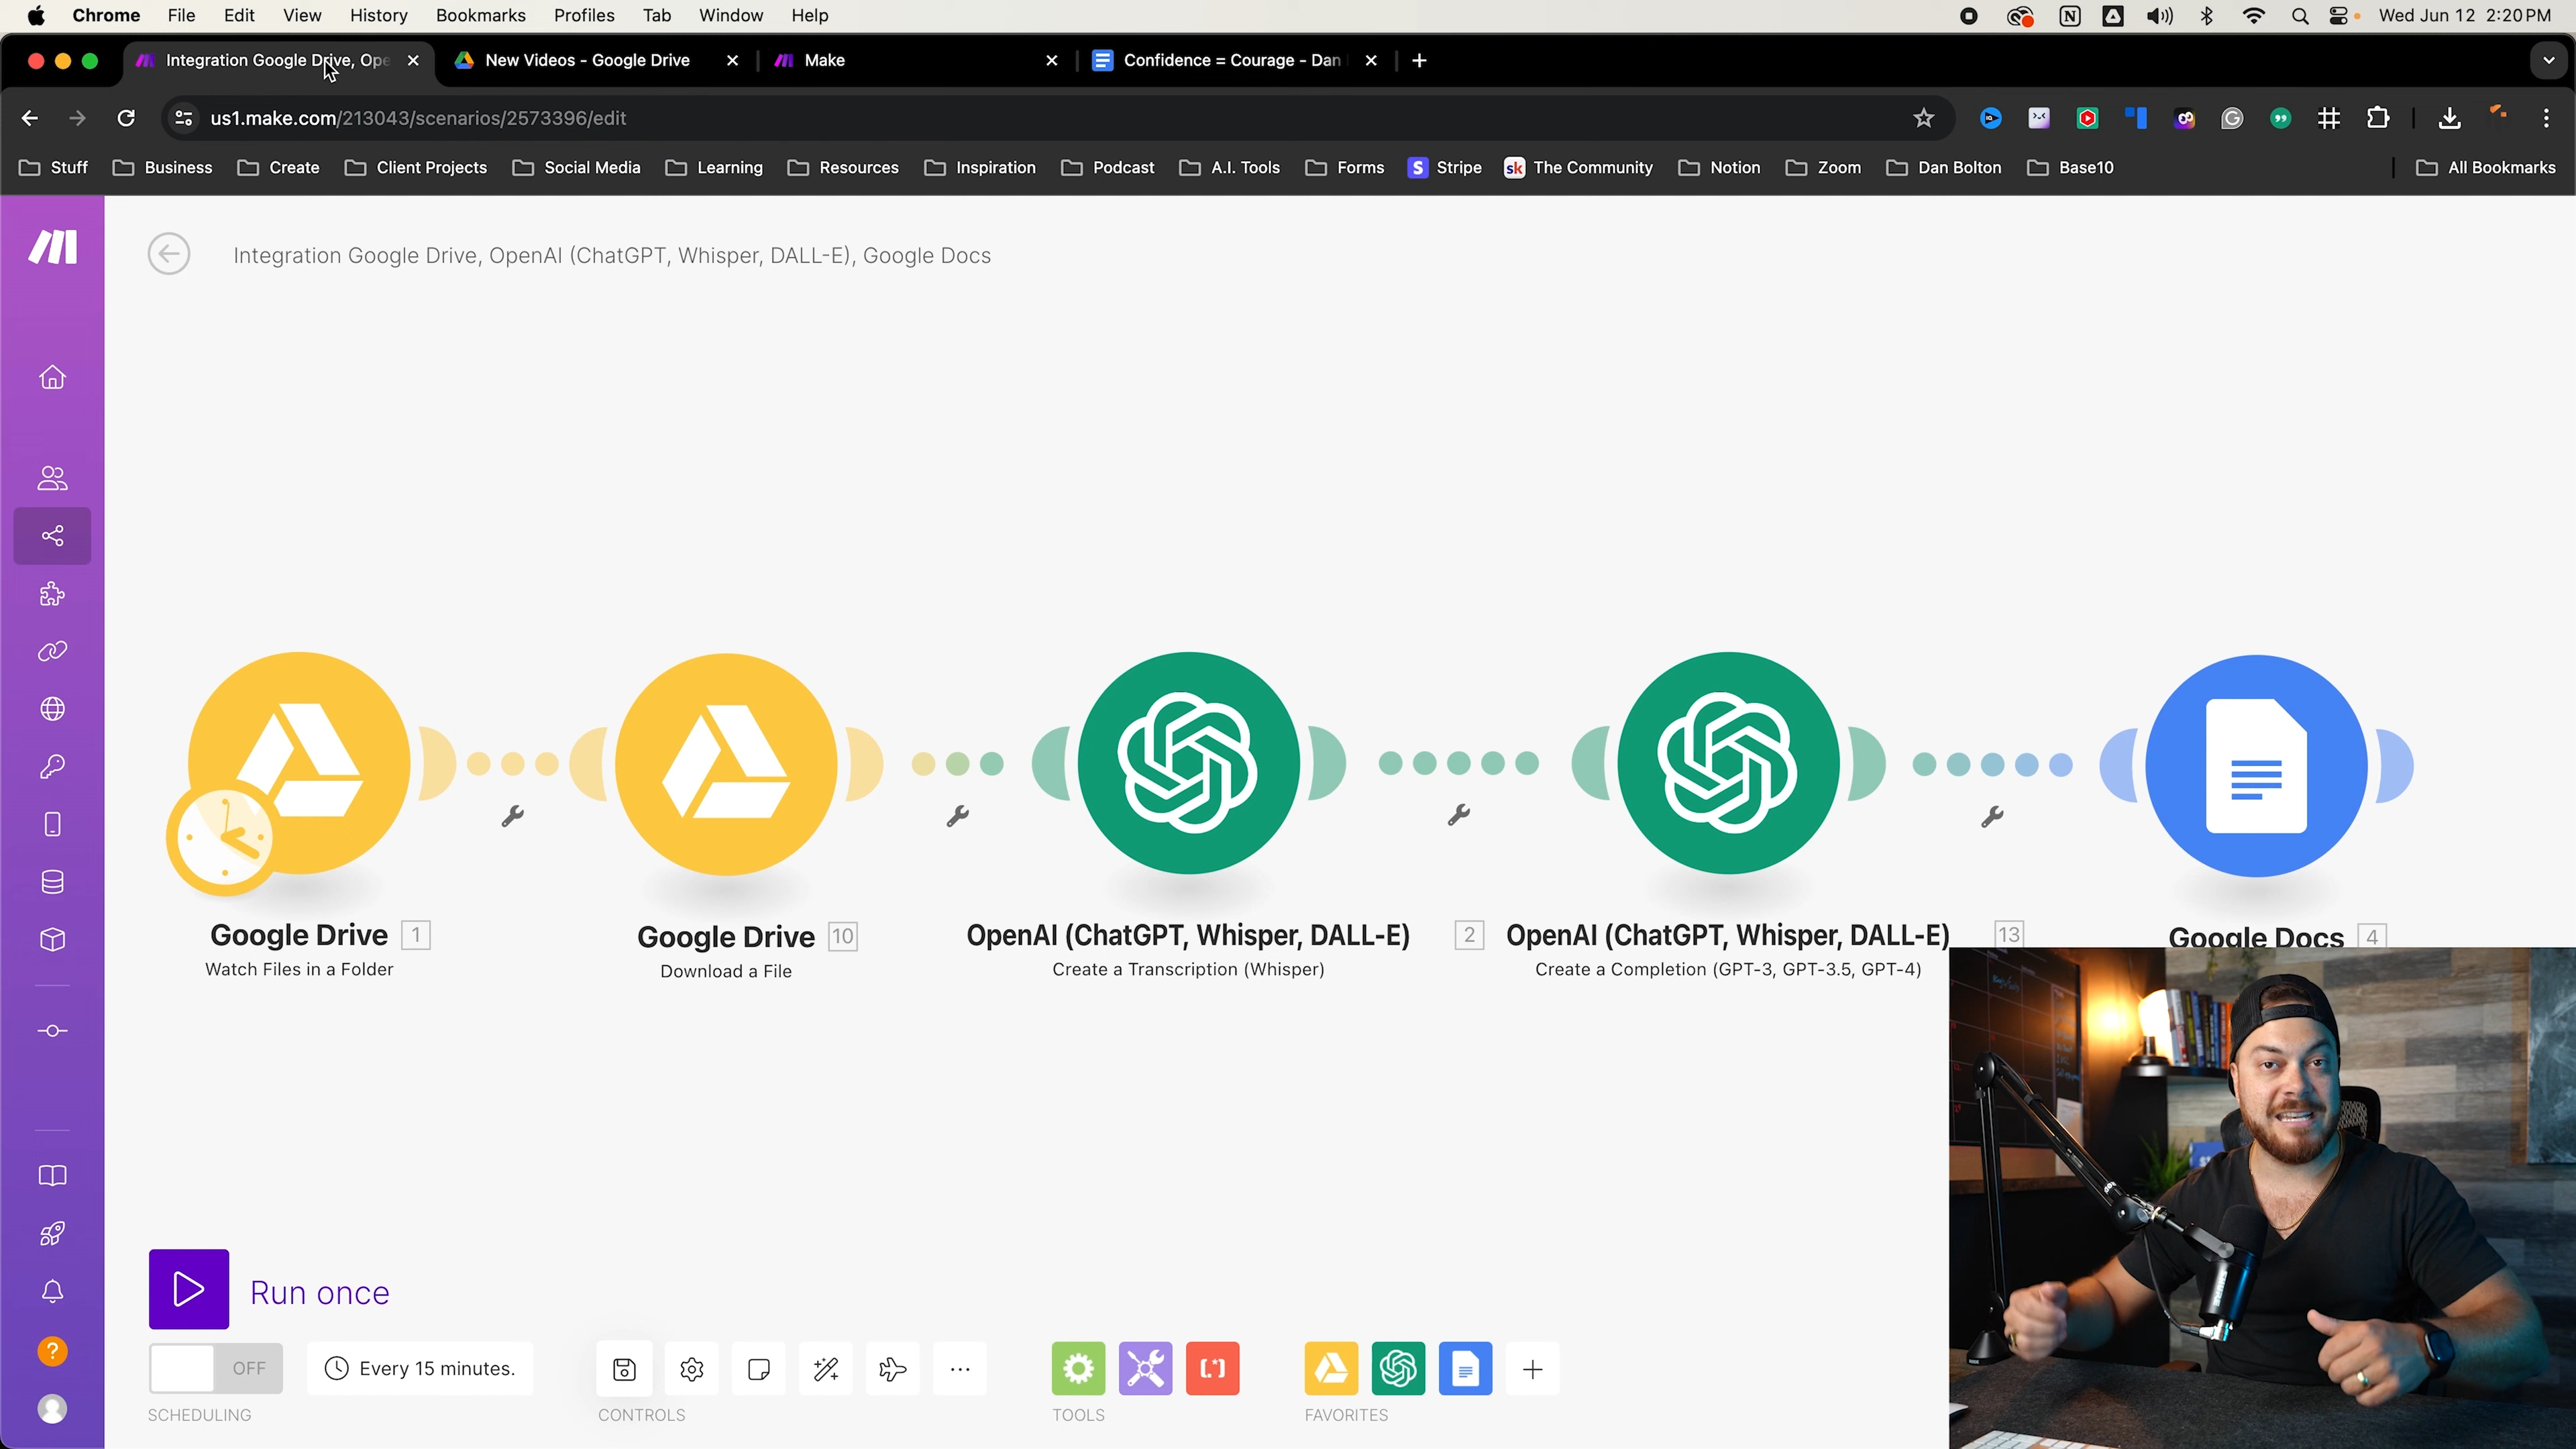 Chrome File Edit View History Bookmarks Profiles Tab Window Help Wed Jun 12 2:20 PM
Integration Google Drive, Ope New Videos - Google Drive Make Confidence = Courage - Dan
us1.make.com/213043/scenarios/2573396/edit
Stuff Business Create Client Projects Social Media Learning Resources Inspiration Podcast A.I. Tools Forms Stripe The Community Notion Zoom Dan Bolton Base10 All Bookmarks
Integration Google Drive, OpenAI (ChatGPT, Whisper, DALL-E), Google Docs
Google Drive 1 Google Drive 10 OpenAI (ChatGPT, Whisper, DALL-E) 2 OpenAI (ChatGPT, Whisper, DALL-E) 13 Google Docs 4
Watch Files in a Folder Download a File Create a Transcription (Whisper) Create a Completion (GPT-3, GPT-3.5, GPT-4)
Run once
OFF Every 15 minutes.
SCHEDULING CONTROLS TOOLS FAVORITES